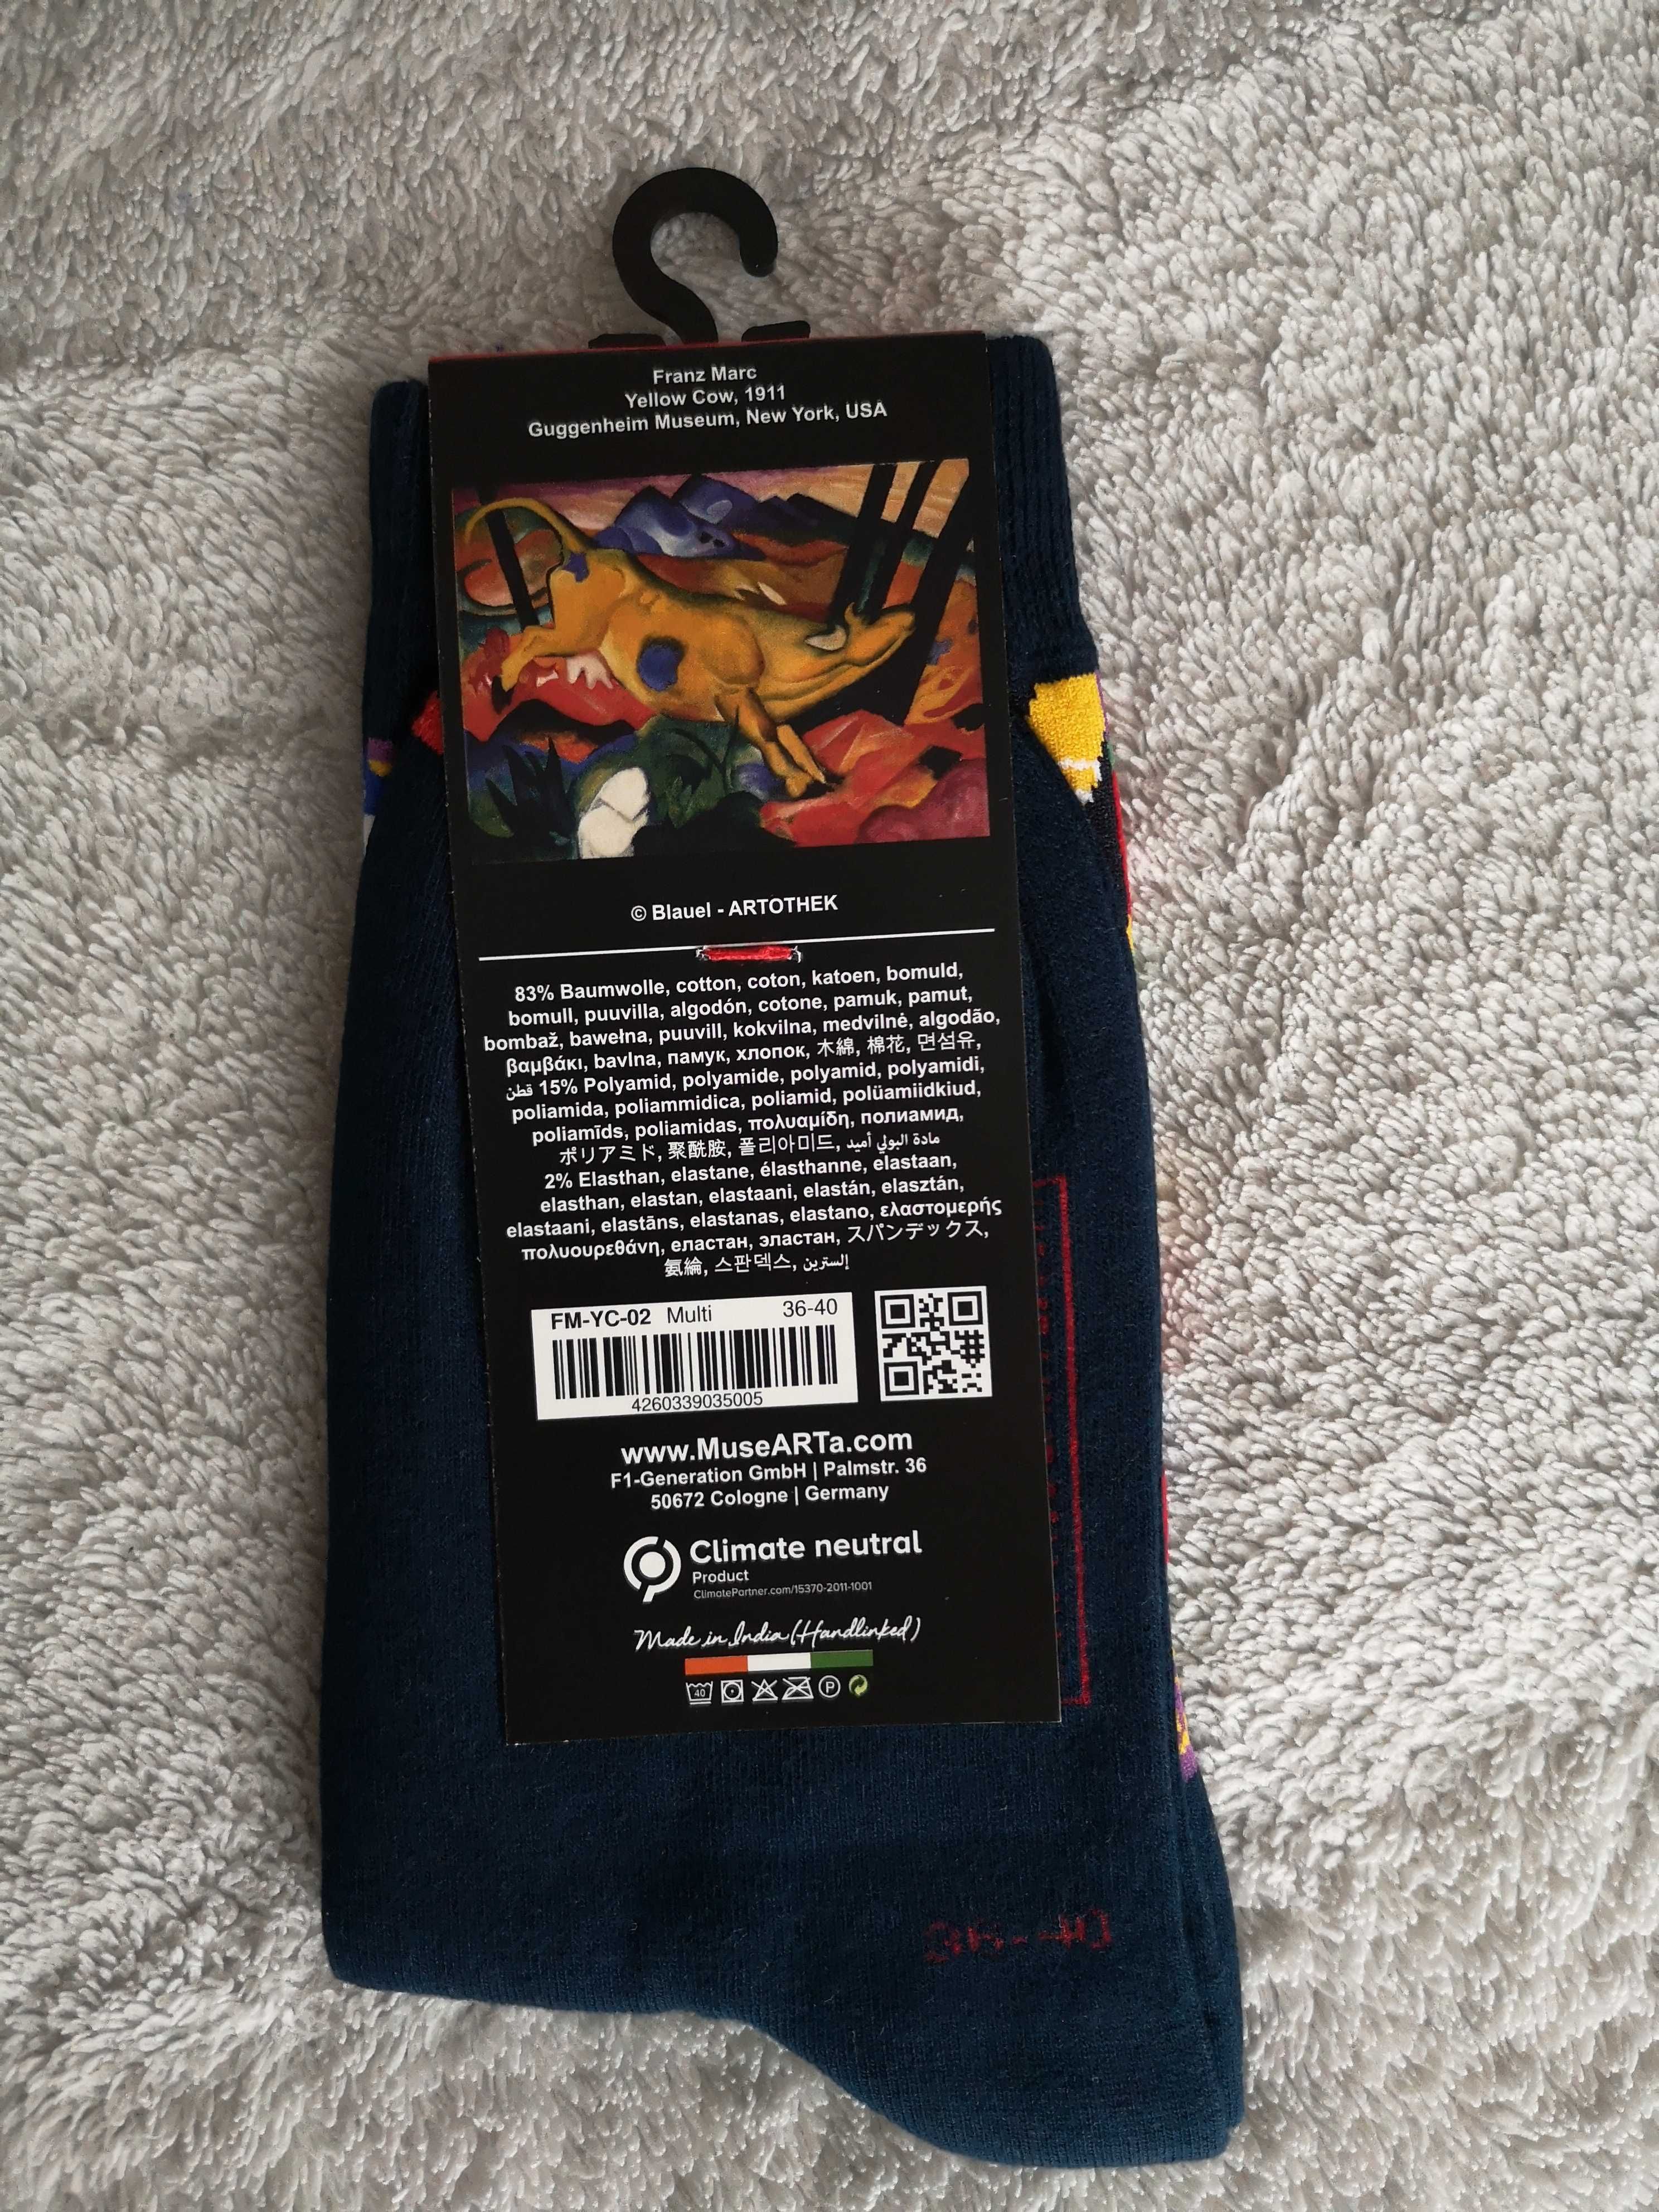 Franz Marc
Yellow Cow, 1911
Guggenheim Museum, New York, USA
© Blauel - ARTOTHEK
83% Baumwolle, cotton, coton, katoen, bomuld,
bomull, puuvilla, algodón, cotone, pamuk, pamut,
bombaž, bawełna, puuvill, kokvilna, medvilnė, algodão,
βαμβάκι, bavlna, памук, хлопок, 木綿, 棉花, 면섬유,
قطن 15% Polyamid, polyamide, polyamid, polyamidi,
poliamida, poliammidica, poliamid, polüamiidkiud,
poliamīds, poliamidas, πολυαμίδη, полиамид,
ポリアミド, 聚酰胺, 폴리아미드, مادة البولي أميد
2% Elasthan, elastane, élasthanne, elastaan,
elasthan, elastan, elastaani, elastán, elasztán,
elastaani, elastāns, elastanas, elastano, ελαστομερής
πολυουρεθάνη, еластан, эластан, スパンデックス,
氨綸, 스판덱스, إلسترين
FM-YC-02 Multi 36-40
4260339035005
www.MuseARTa.com
F1-Generation GmbH | Palmstr. 36
50672 Cologne | Germany
Climate neutral
Product
ClimatePartner.com/15370-2011-1001
Made in India (Handlinked)
40 P
36--40